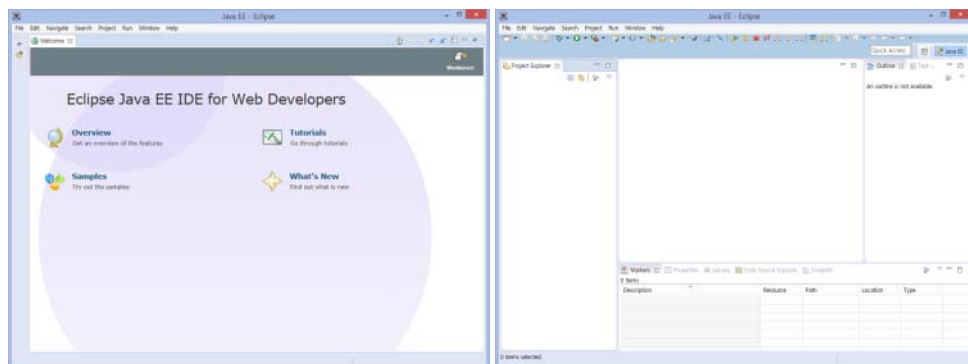 Java EE - Eclipse
File Edit Navigate Search Project Run Window Help
Welcome
Workbench
Eclipse Java EE IDE for Web Developers
Overview
Get an overview of the features
Tutorials
Go through tutorials
Samples
Try out the samples
What's New
Find out what is new
Java EE - Eclipse
File Edit Navigate Search Project Run Window Help
Quick Access
Java EE
Project Explorer
Outline
Task L
An outline is not available.
Markers Properties Servers Data Source Explorer Snippets
0 items
Description Resource Path Location Type
0 items selected